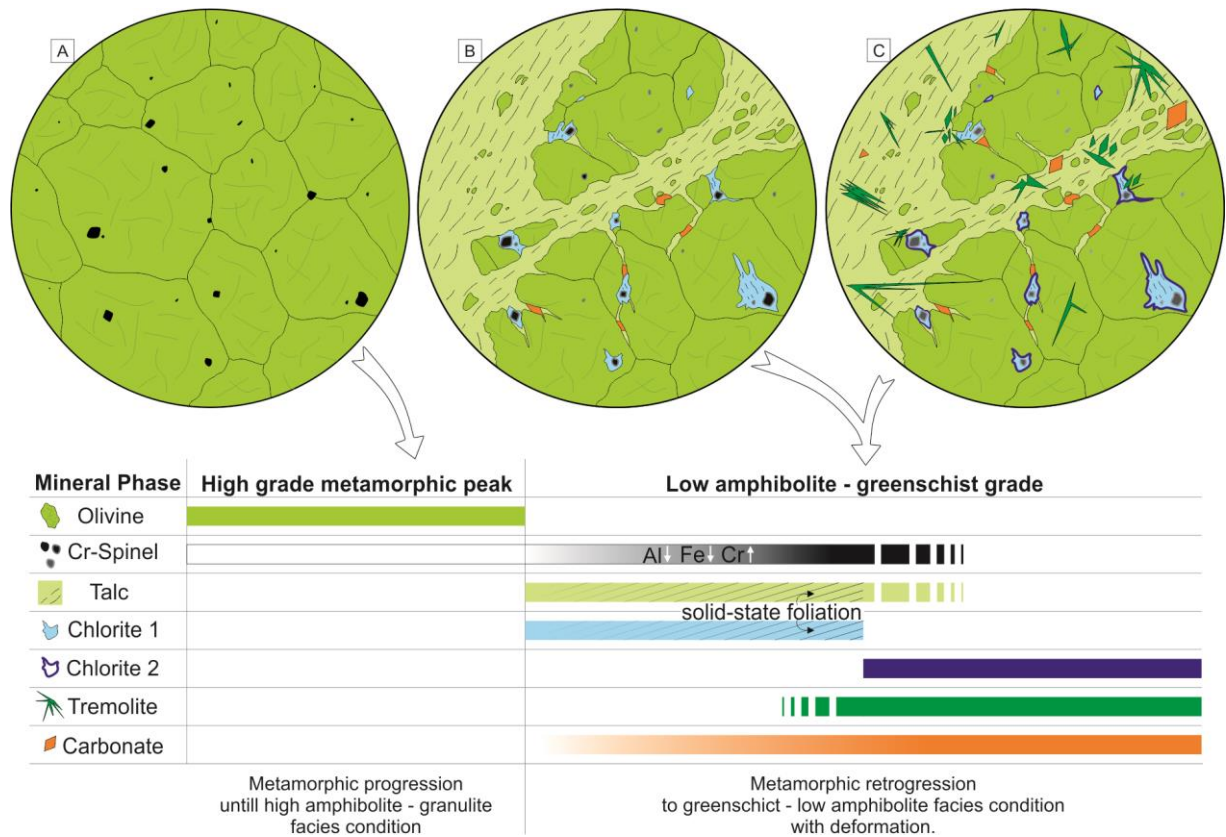 A
B
C
Mineral Phase
High grade metamorphic peak
Low amphibolite - greenschist grade
Olivine
Cr-Spinel
Al↓ Fe↓ Cr↑
Talc
solid-state foliation
Chlorite 1
Chlorite 2
Tremolite
Carbonate
Metamorphic progression
untill high amphibolite - granulite
facies condition
Metamorphic retrogression
to greenschict - low amphibolite facies condition
with deformation.